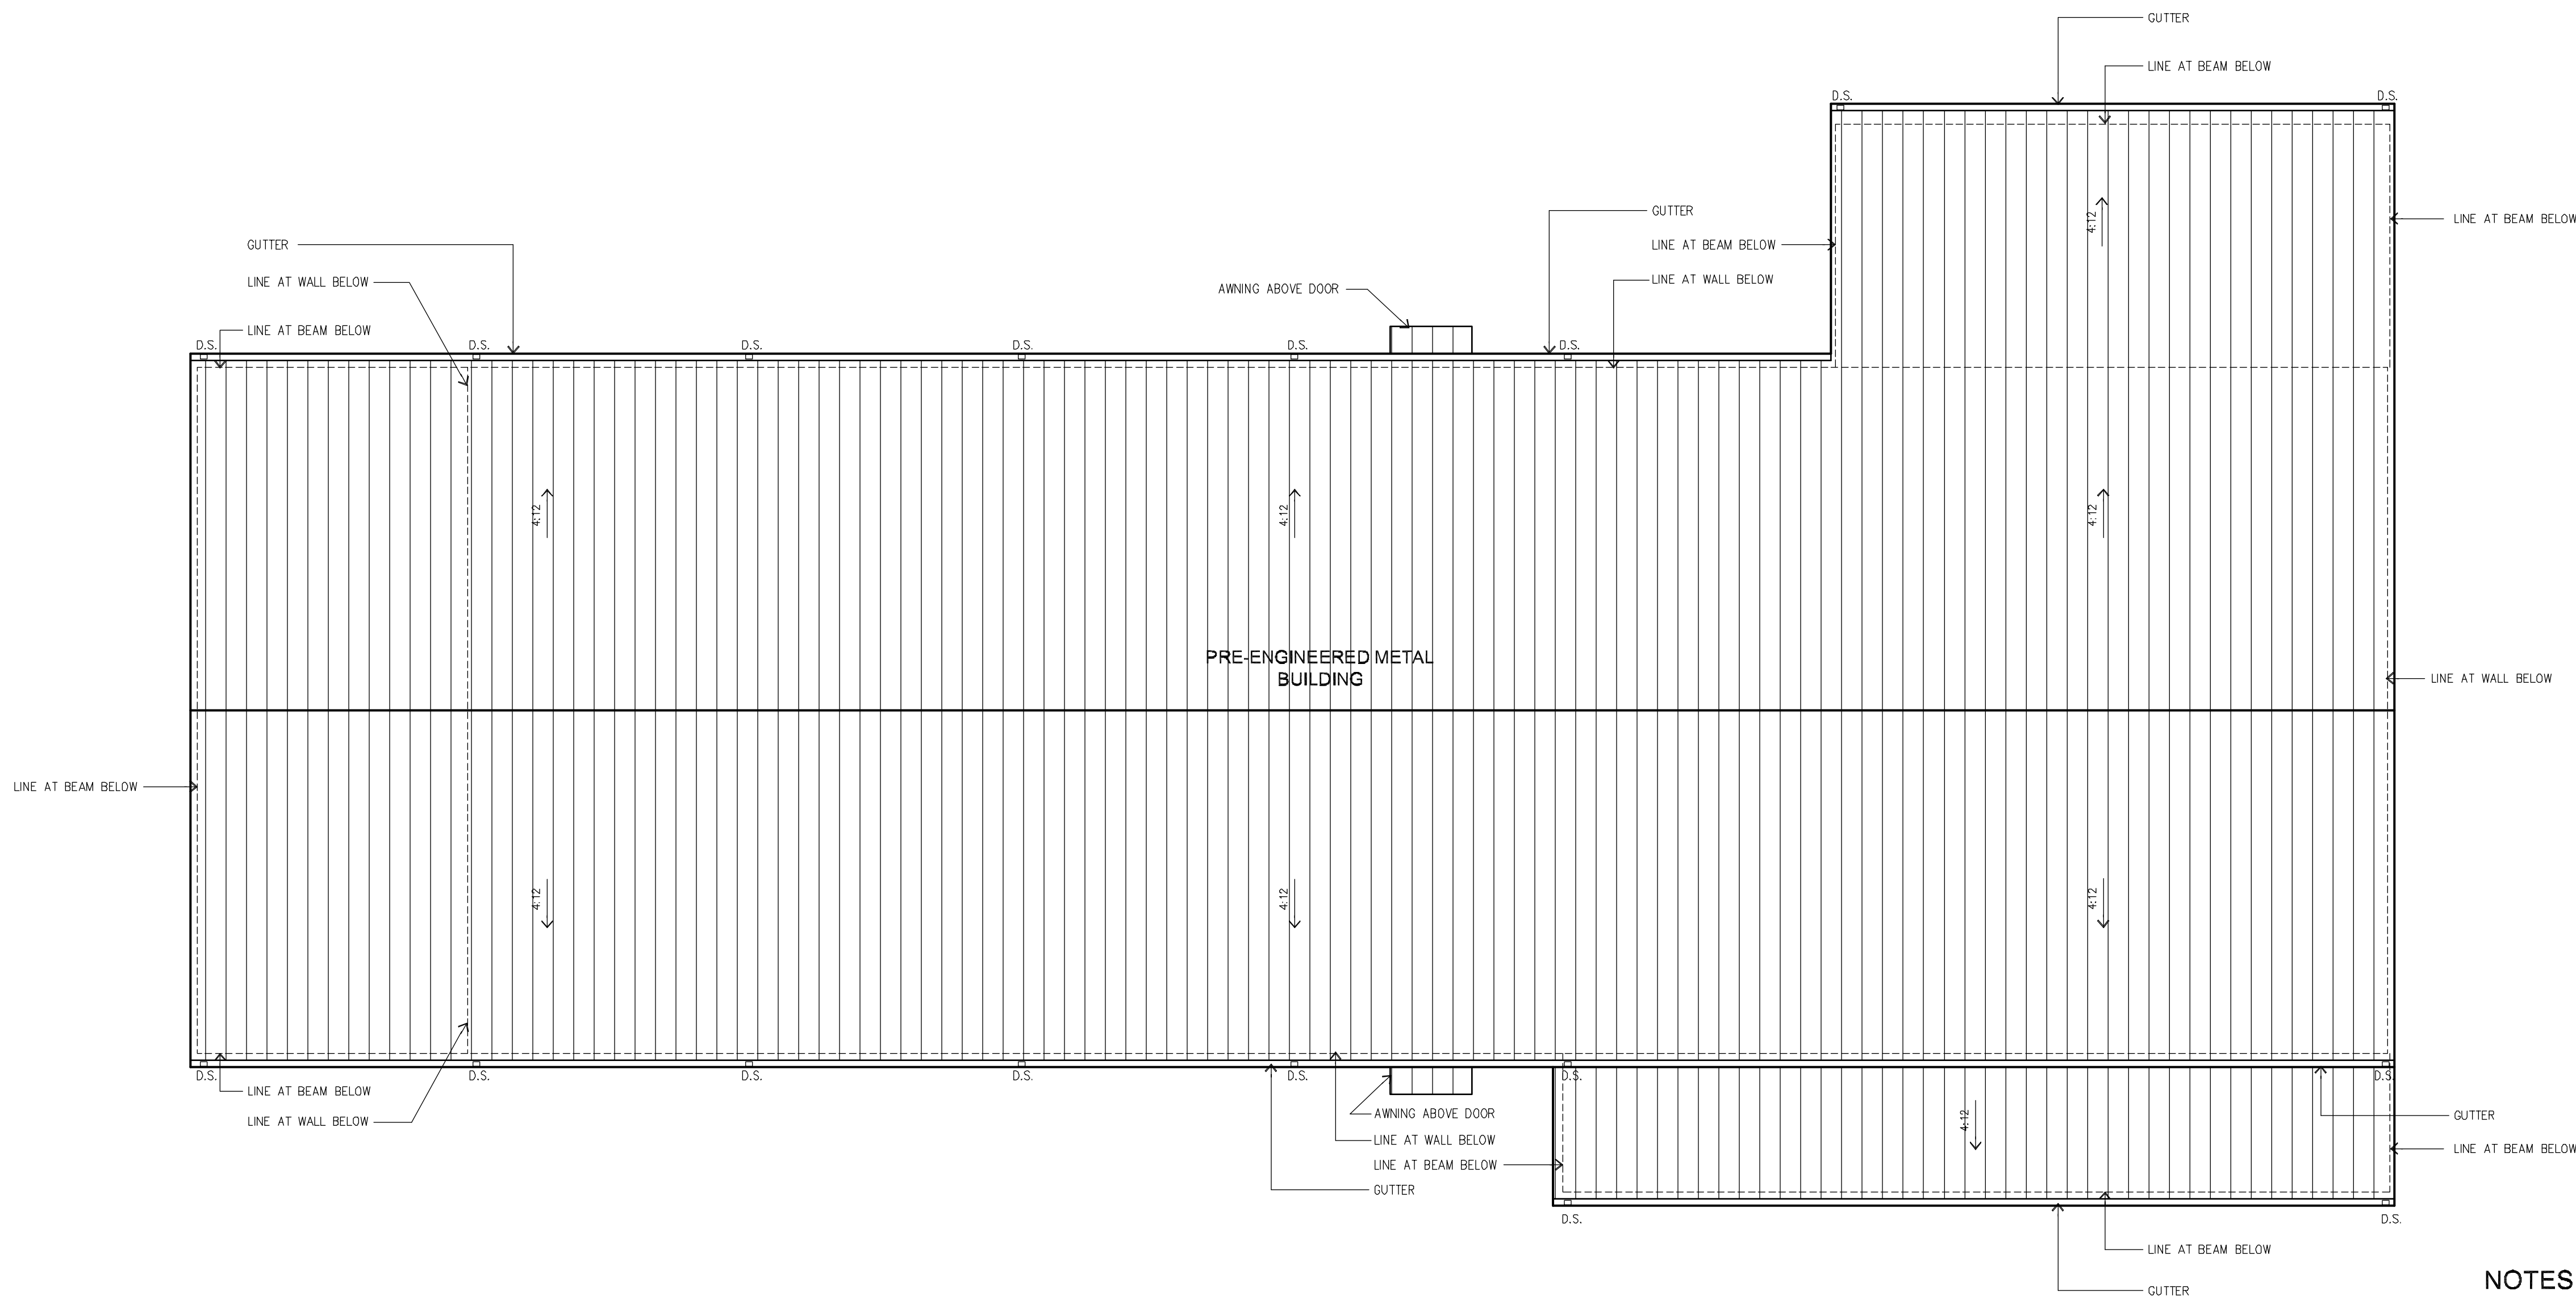 GUTTER
LINE AT BEAM BELOW
D.S.
D.S.
GUTTER
LINE AT BEAM BELOW
4:12
GUTTER
LINE AT BEAM BELOW
LINE AT WALL BELOW
LINE AT WALL BELOW
AWNING ABOVE DOOR
LINE AT BEAM BELOW
D.S.
D.S.
D.S.
D.S.
D.S.
D.S.
4:12
4:12
4:12
PRE-ENGINEERED METAL
BUILDING
LINE AT WALL BELOW
LINE AT BEAM BELOW
4:12
4:12
4:12
D.S.
D.S.
D.S.
D.S.
D.S.
D.S.
D.S.
LINE AT BEAM BELOW
AWNING ABOVE DOOR
4:12
GUTTER
LINE AT WALL BELOW
LINE AT WALL BELOW
LINE AT BEAM BELOW
LINE AT BEAM BELOW
GUTTER
D.S.
D.S.
LINE AT BEAM BELOW
NOTES
GUTTER